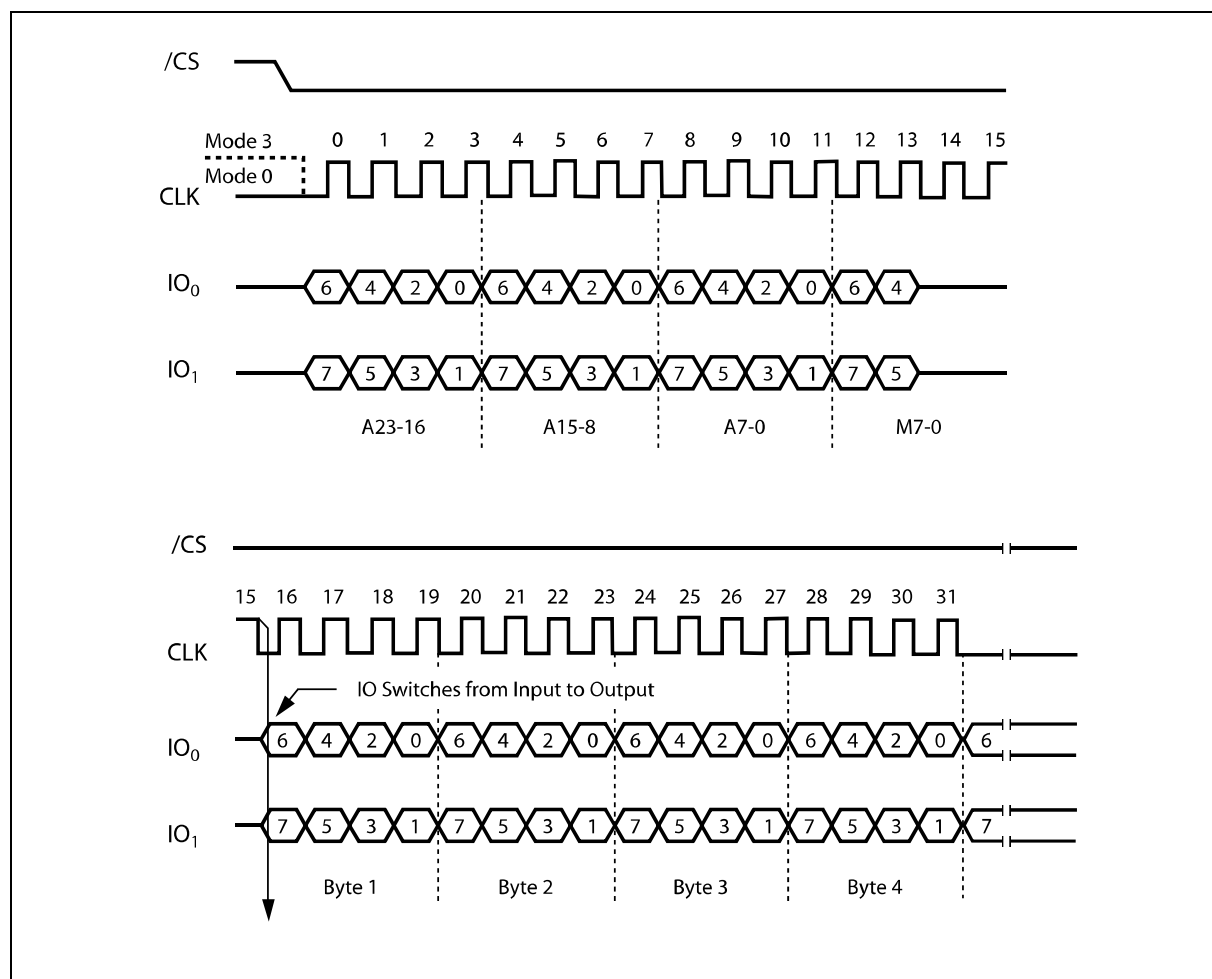 /CS
Mode 3
0 1 2 3 4 5 6 7 8 9 10 11 12 13 14 15
Mode 0
CLK
IO0
6 4 2 0 6 4 2 0 6 4 2 0 6 4
IO1
7 5 3 1 7 5 3 1 7 5 3 1 7 5
A23-16 A15-8 A7-0 M7-0
/CS
15 16 17 18 19 20 21 22 23 24 25 26 27 28 29 30 31
CLK
IO Switches from Input to Output
IO0
6 4 2 0 6 4 2 0 6 4 2 0 6 4 2 0 6
IO1
7 5 3 1 7 5 3 1 7 5 3 1 7 5 3 1 7
Byte 1 Byte 2 Byte 3 Byte 4